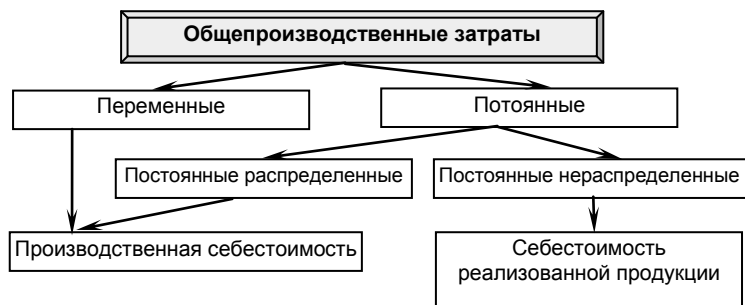 Общепроизводственные затраты
Переменные
Потоянные
Постоянные распределенные
Постоянные нераспределенные
Производственная себестоимость
Себестоимость
реализованной продукции